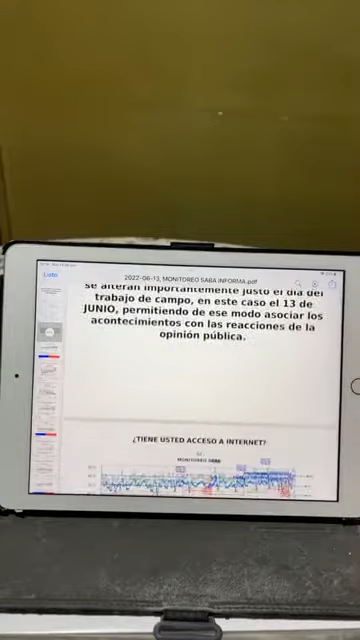 Listo
2022-06-13, MONITOREO SABA INFORMA.pdf
se alteran importantemente justo el día del
trabajo de campo, en este caso el 13 de
JUNIO, permitiendo de ese modo asociar los
acontecimientos con las reacciones de la
opinión pública.
¿TIENE USTED ACCESO A INTERNET?
MONITOREO SABA